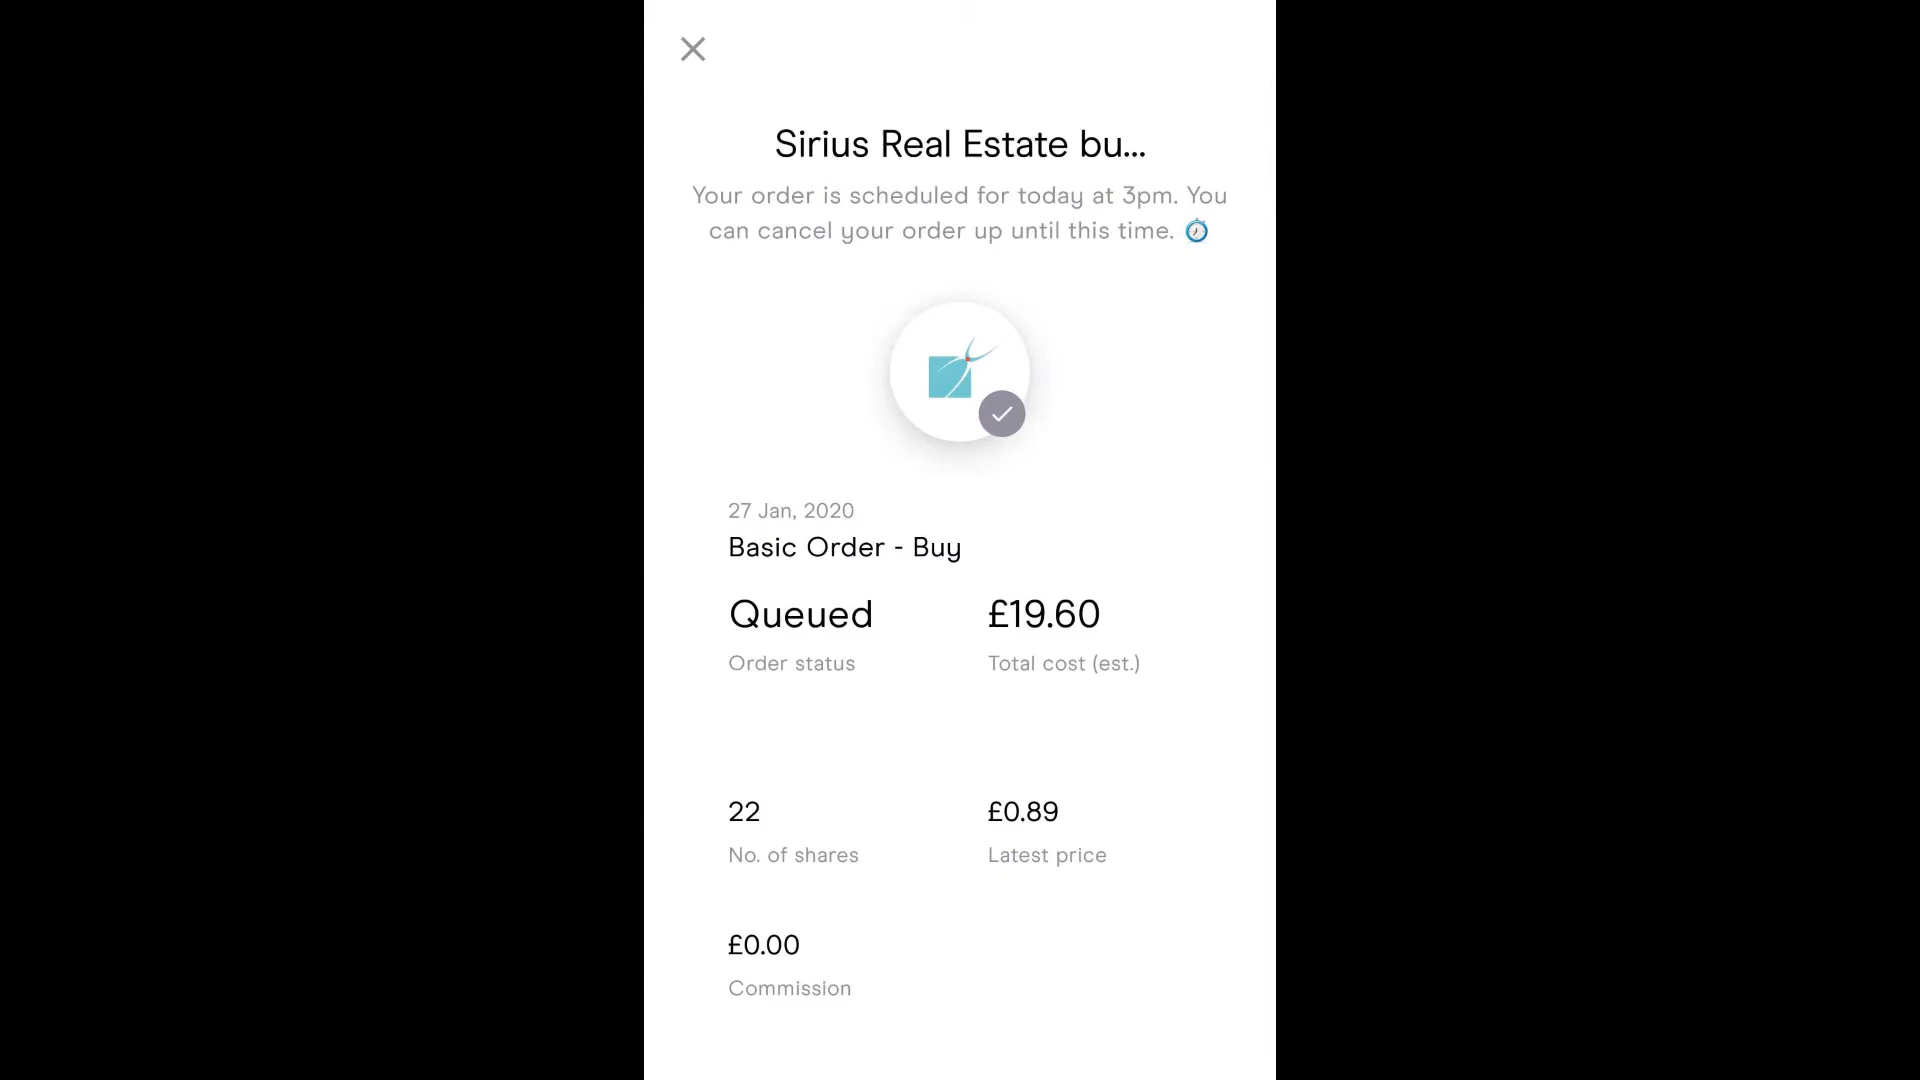 Sirius Real Estate bu...
Your order is scheduled for today at 3pm. You
can cancel your order up until this time.
27 Jan, 2020
Basic Order - Buy
Queued £19.60
Order status Total cost (est.)
22 £0.89
No. of shares Latest price
£0.00
Commission